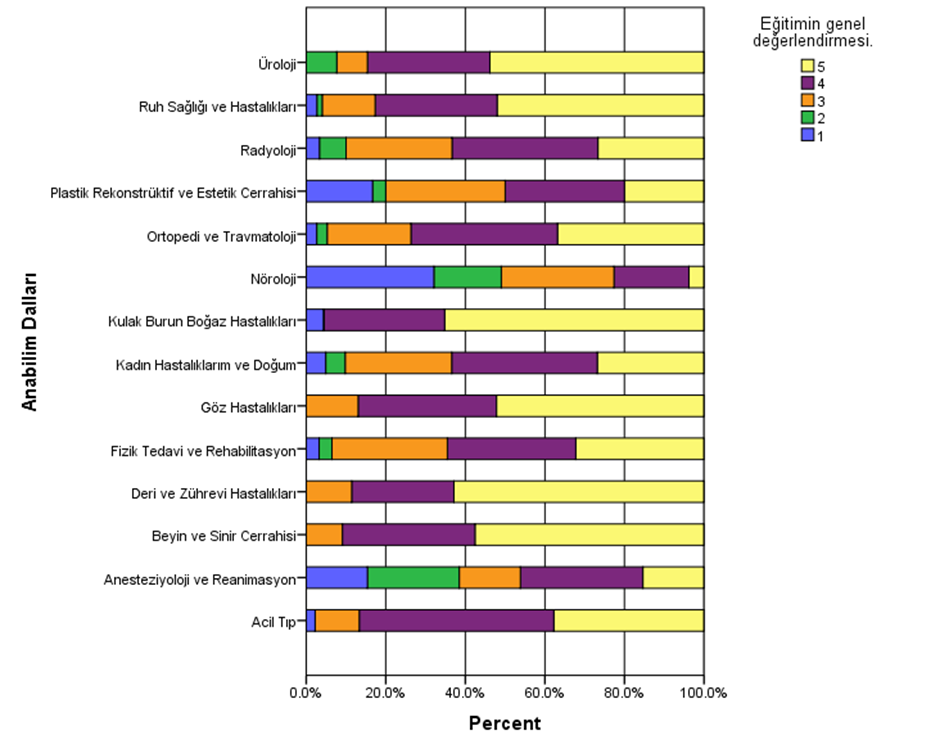 Eğitimin genel
değerlendirmesi.
5
4
3
2
1
Üroloji
Ruh Sağlığı ve Hastalıkları
Radyoloji
Plastik Rekonstrüktif ve Estetik Cerrahisi
Ortopedi ve Travmatoloji
Nöroloji
Kulak Burun Boğaz Hastalıkları
Kadın Hastalıklarım ve Doğum
Göz Hastalıkları
Fizik Tedavi ve Rehabilitasyon
Deri ve Zührevi Hastalıkları
Beyin ve Sinir Cerrahisi
Anesteziyoloji ve Reanimasyon
Acil Tıp
Anabilim Dalları
0.0% 20.0% 40.0% 60.0% 80.0% 100.0%
Percent